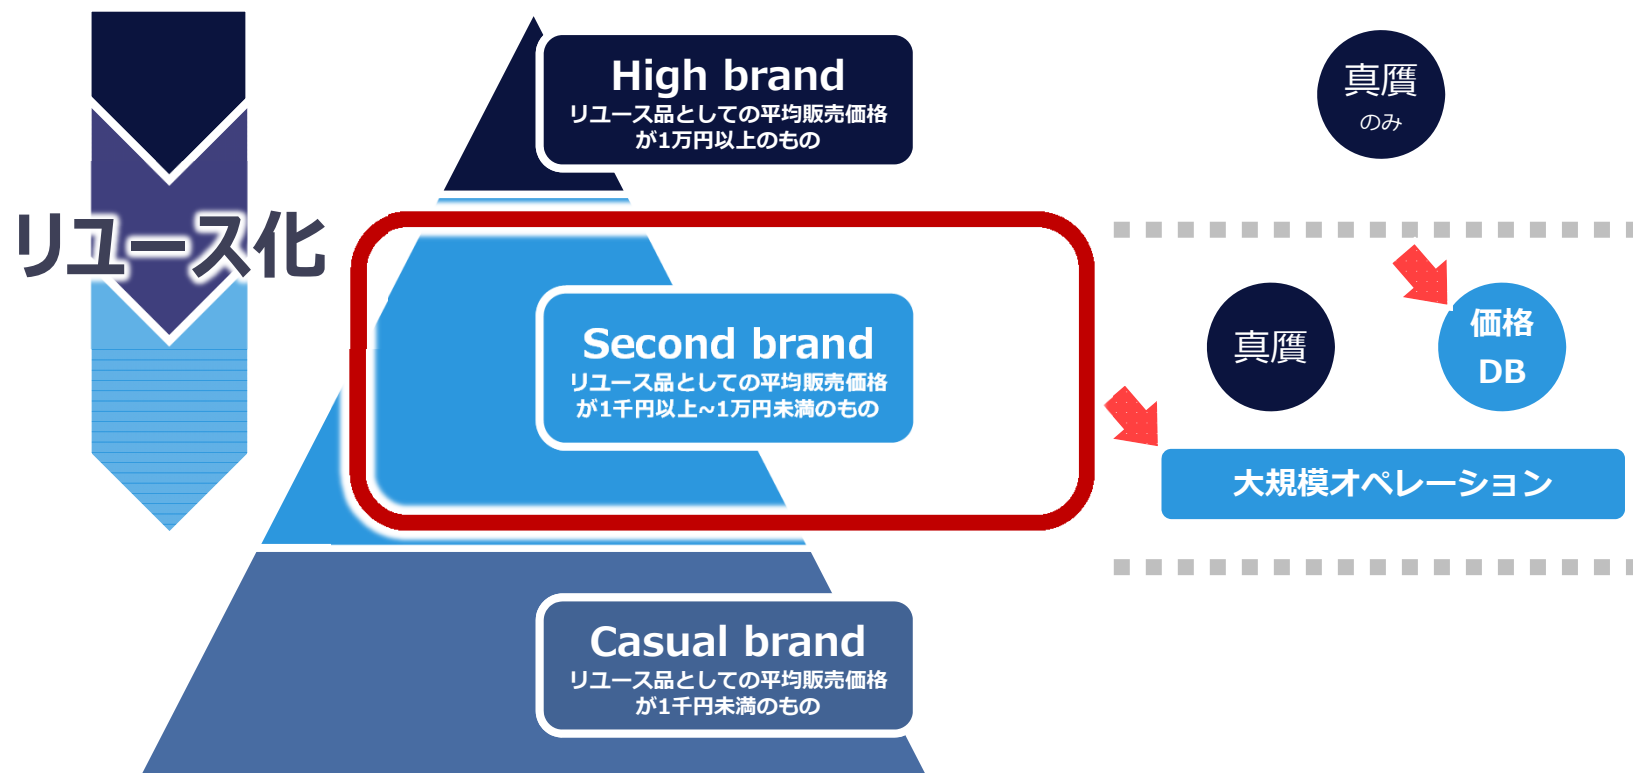 リユース化
High brand
リユース品としての平均販売価格
が1万円以上のもの
真贋
のみ
Second brand
リユース品としての平均販売価格
が1千円以上~1万円未満のもの
真贋
価格
DB
大規模オペレーション
Casual brand
リユース品としての平均販売価格
が1千円未満のもの